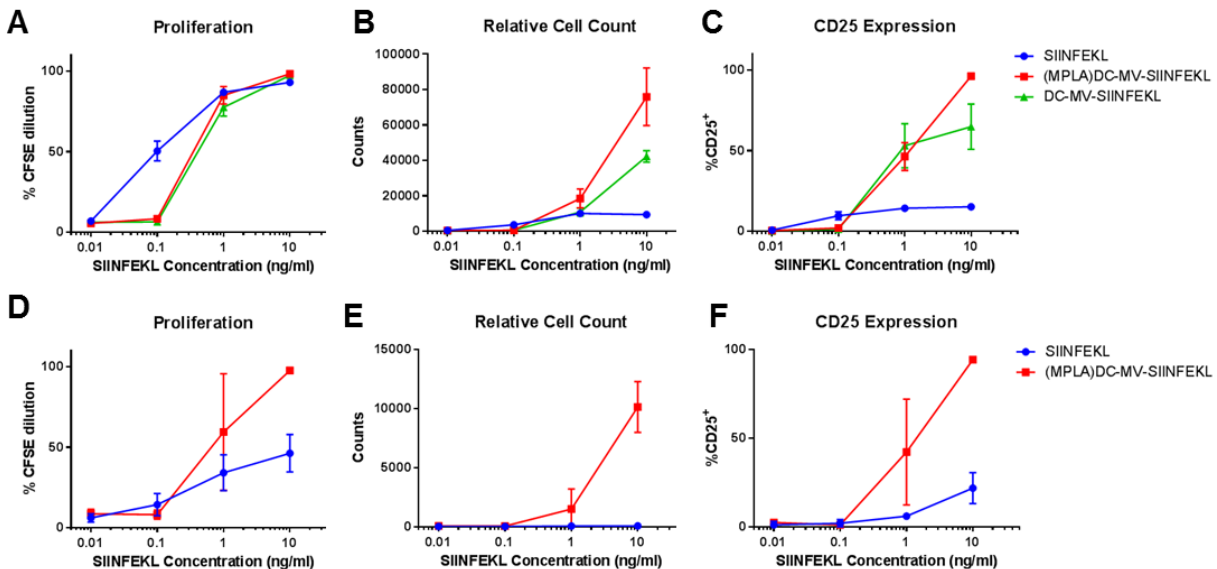 A
Proliferation
% CFSE dilution
100
50
0
0.01 0.1 1 10
SIINFEKL Concentration (ng/ml)
B
Relative Cell Count
Counts
100000
80000
60000
40000
20000
0
0.01 0.1 1 10
SIINFEKL Concentration (ng/ml)
C
CD25 Expression
%CD25+
100
50
0
0.01 0.1 1 10
SIINFEKL Concentration (ng/ml)
SIINFEKL
(MPLA)DC-MV-SIINFEKL
DC-MV-SIINFEKL
D
Proliferation
% CFSE dilution
100
50
0
0.01 0.1 1 10
SIINFEKL Concentration (ng/ml)
E
Relative Cell Count
Counts
15000
10000
5000
0
0.01 0.1 1 10
SIINFEKL Concentration (ng/ml)
F
CD25 Expression
%CD25+
100
50
0
0.01 0.1 1 10
SIINFEKL Concentration (ng/ml)
SIINFEKL
(MPLA)DC-MV-SIINFEKL